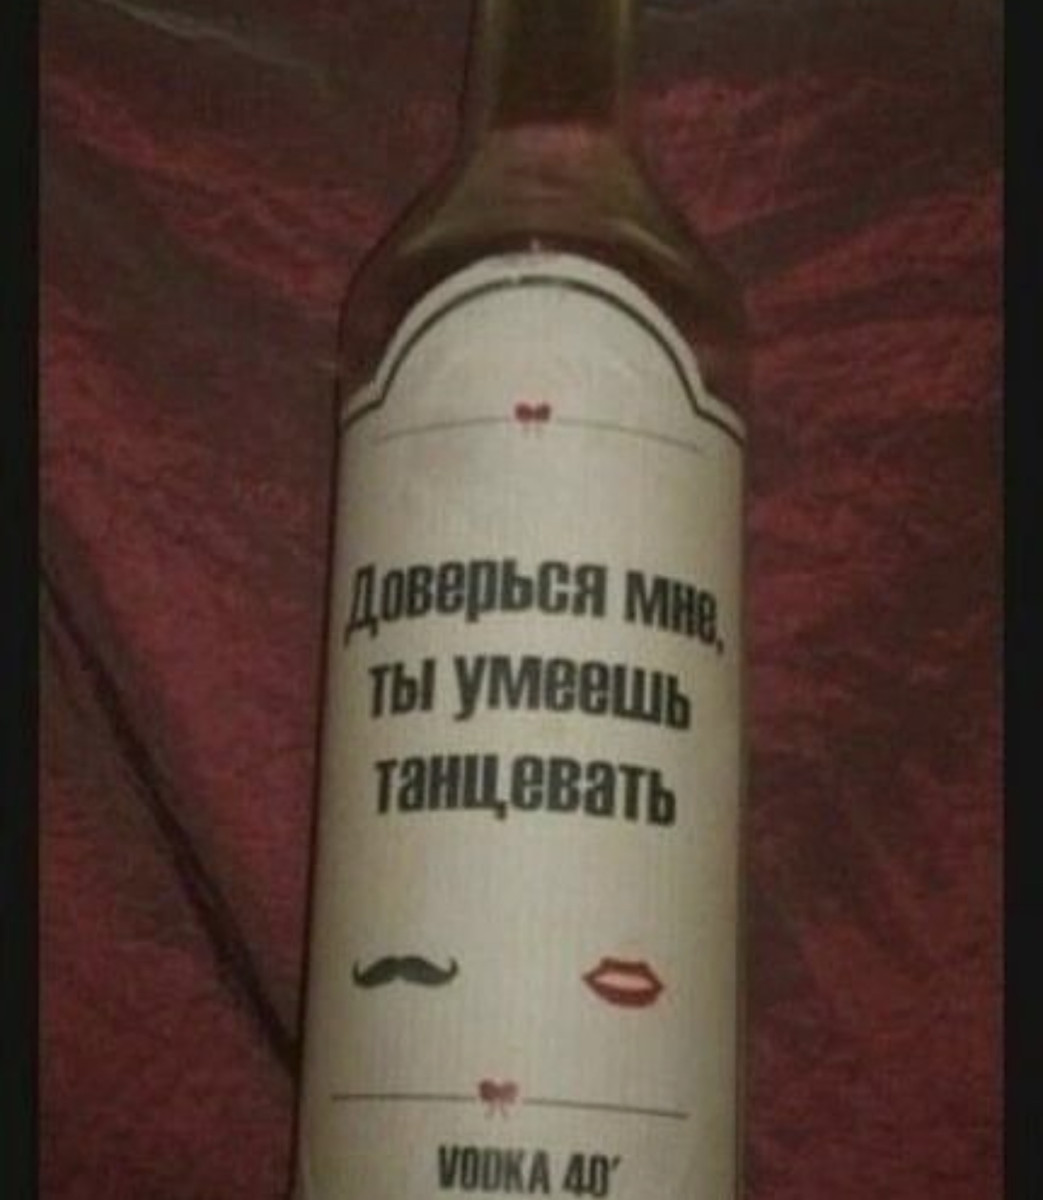 Доверься мне,
ты умеешь
танцевать
VODKA 40'